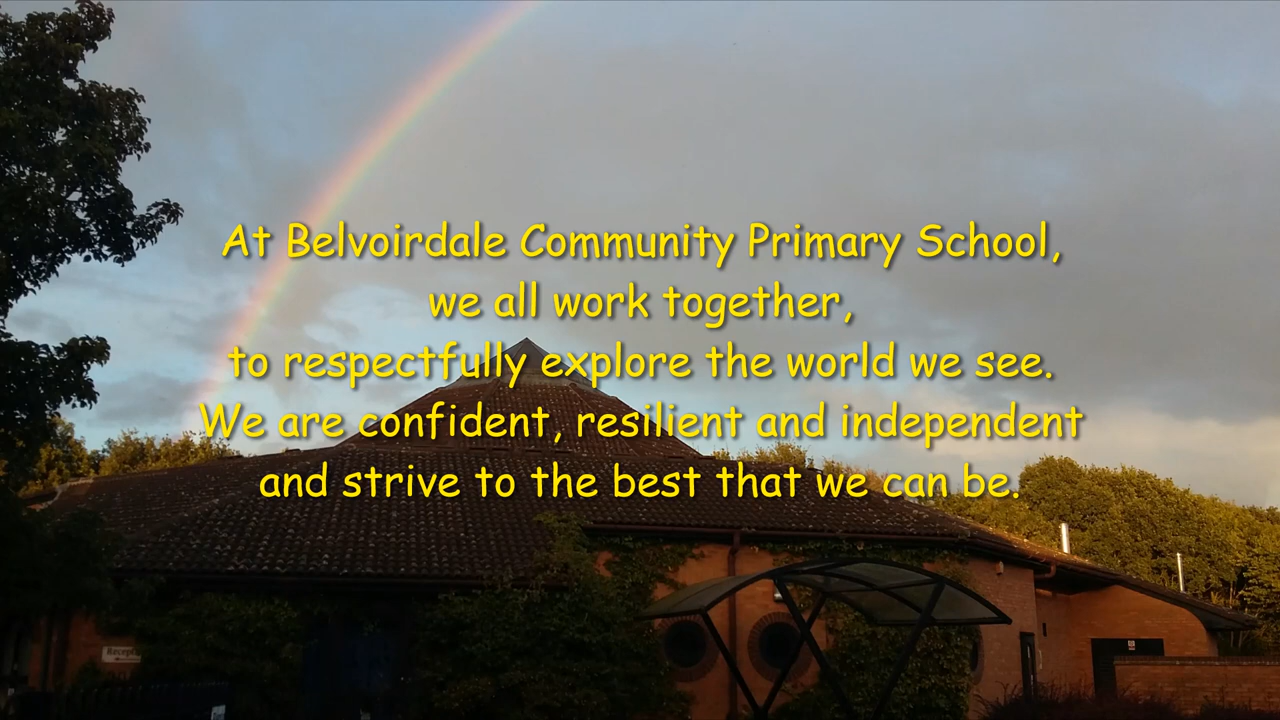 At Belvoirdale Community Primary School,
we all work together,
to respectfully explore the world we see.
We are confident, resilient and independent
and strive to the best that we can be.